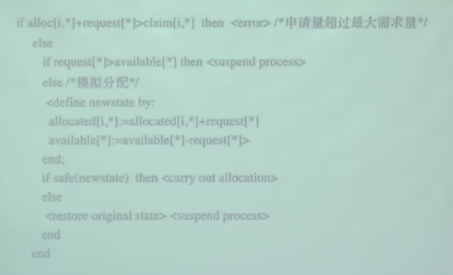 if alloc[i,*]+request[*]>claim[i,*] then <error> /*申请量超过最大需求量*/
else
if request[*]>available[*] then <suspend process>
else /*模拟分配*/
<define newstate by:
allocated[i,*]:=allocated[i,*]+request[*]
available[*]:=available[*]-request[*]>
end;
if safe(newstate) then <carry out allocation>
else
<restore original state> <suspend process>
end
end